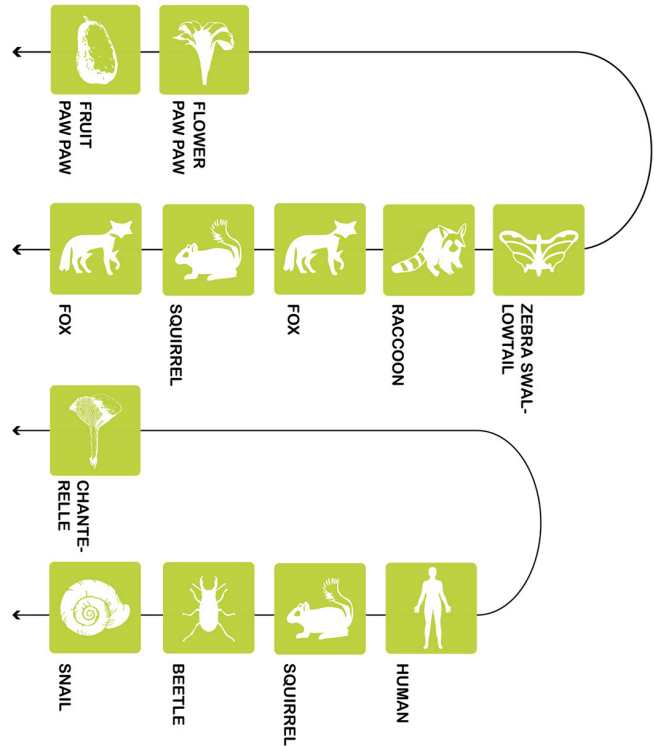 FLOWER
PAW PAW
FRUIT
PAW PAW
ZEBRA SWAL-
LOWTAIL
RACCOON
FOX
SQUIRREL
FOX
CHANTE-
RELLE
HUMAN
SQUIRREL
BEETLE
SNAIL